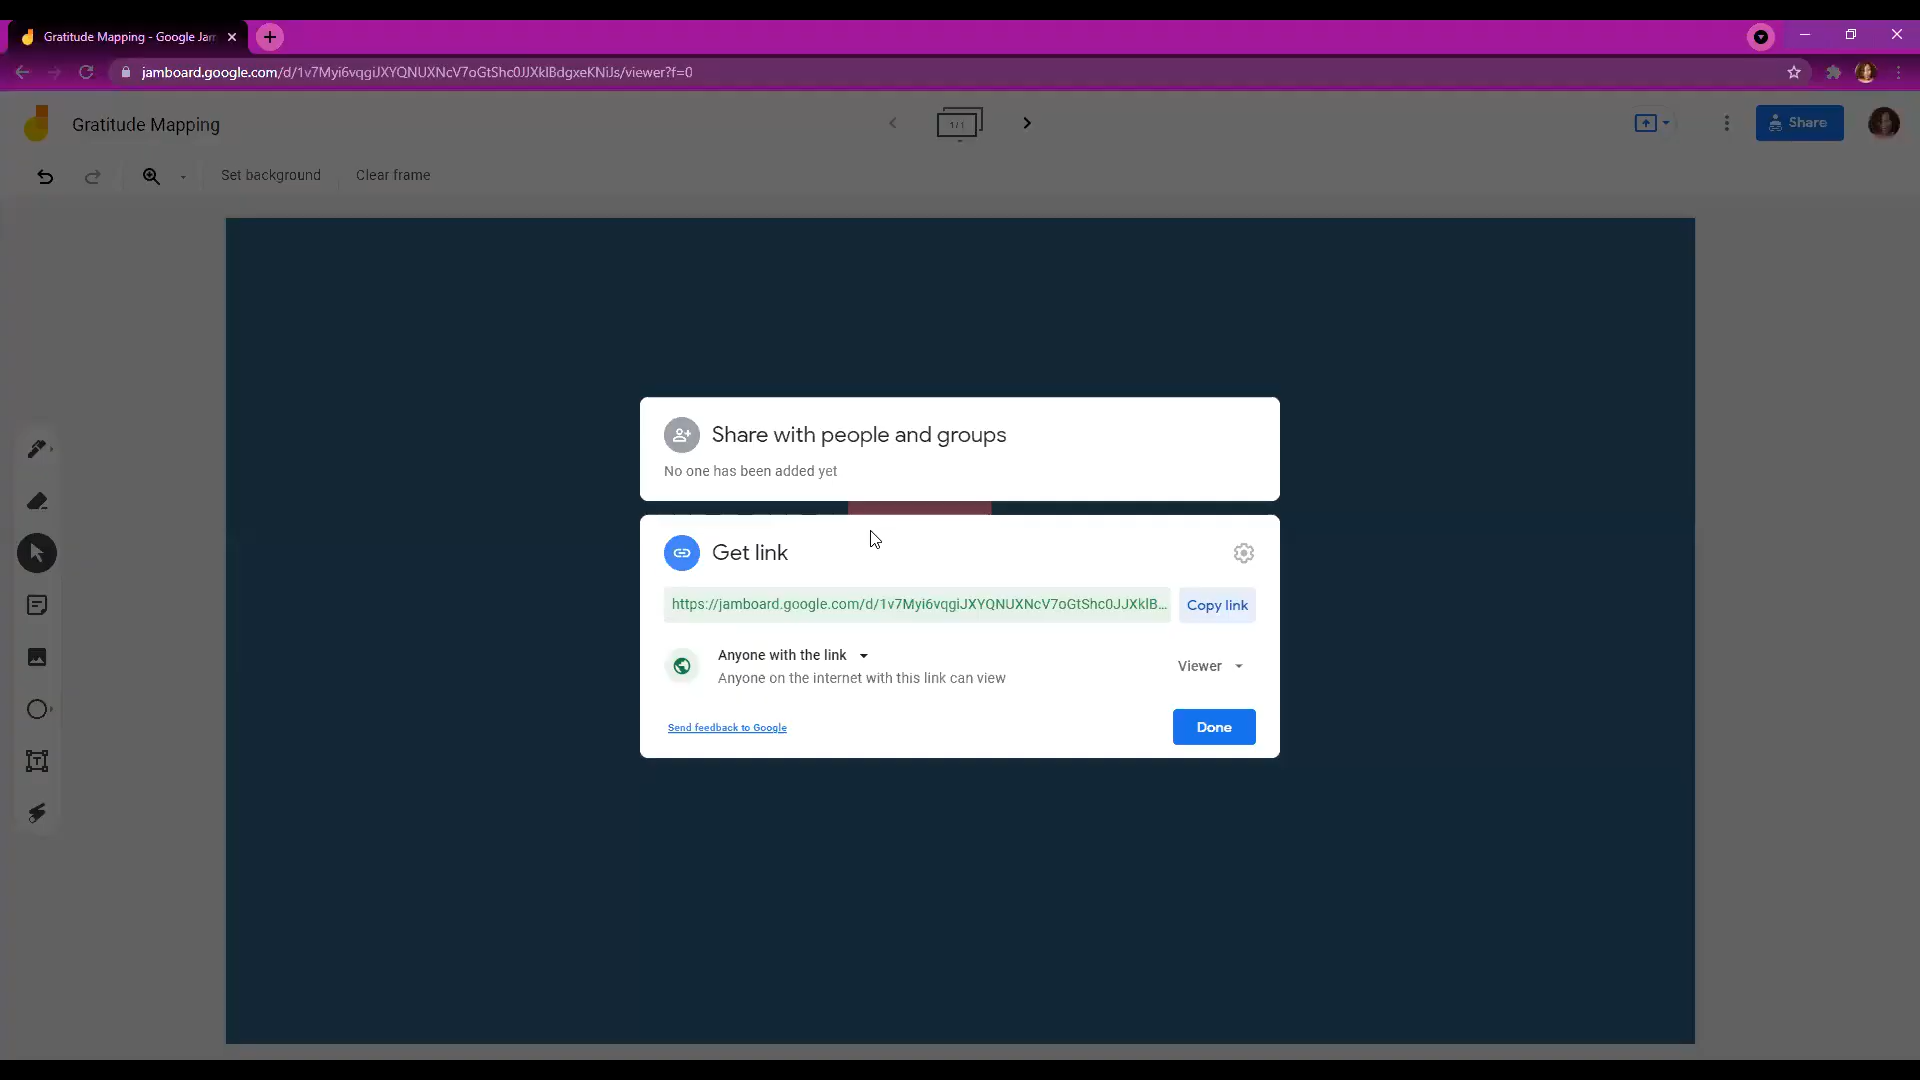 Gratitude Mapping - Google Jam
jamboard.google.com/d/1v7Myi6vqgiJXYQNUXNcV7oGtShc0JJXklBdgxeKNiJs/viewer?f=0
Gratitude Mapping
1 / 1
Share
Set background
Clear frame
Share with people and groups
No one has been added yet
Get link
https://jamboard.google.com/d/1v7Myi6vqgiJXYQNUXNcV7oGtShc0JJXklB...
Copy link
Anyone with the link
Anyone on the internet with this link can view
Viewer
Send feedback to Google
Done